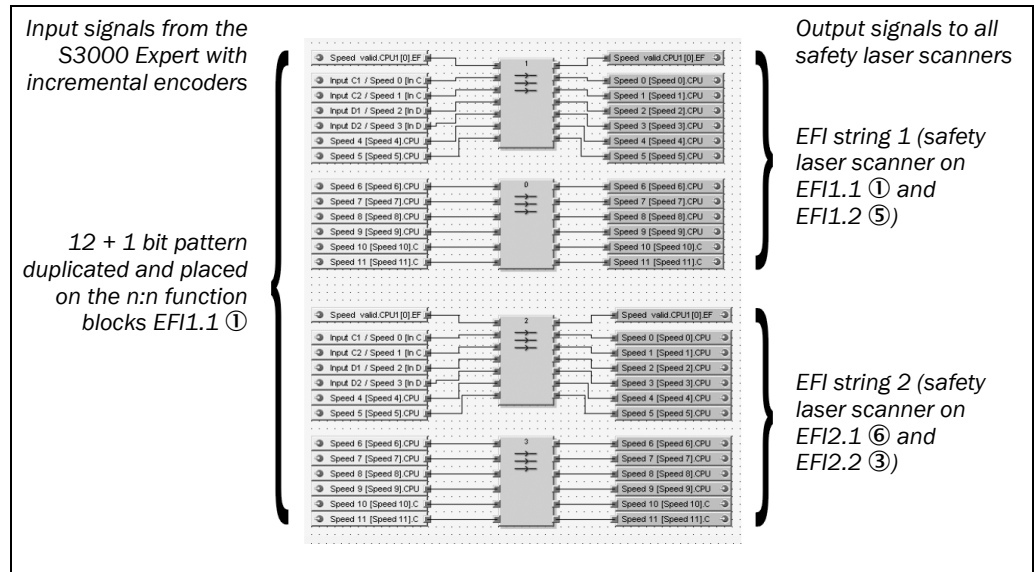 Input signals from the
S3000 Expert with
incremental encoders
12 + 1 bit pattern
duplicated and placed
on the n:n function
blocks EFI1.1 ①
Speed valid.CPU1[0].EF
Input C1 / Speed 0 [In C
Input C2 / Speed 1 [In C
Input D1 / Speed 2 [In D
Input D2 / Speed 3 [In D
Speed 4 [Speed 4].CPU
Speed 5 [Speed 5].CPU
1
Speed valid.CPU1[0].EF
Speed 0 [Speed 0].CPU
Speed 1 [Speed 1].CPU
Speed 2 [Speed 2].CPU
Speed 3 [Speed 3].CPU
Speed 4 [Speed 4].CPU
Speed 5 [Speed 5].CPU
Speed 6 [Speed 6].CPU
Speed 7 [Speed 7].CPU
Speed 8 [Speed 8].CPU
Speed 9 [Speed 9].CPU
Speed 10 [Speed 10].C
Speed 11 [Speed 11].C
0
Speed 6 [Speed 6].CPU
Speed 7 [Speed 7].CPU
Speed 8 [Speed 8].CPU
Speed 9 [Speed 9].CPU
Speed 10 [Speed 10].C
Speed 11 [Speed 11].C
Speed valid.CPU1[0].EF
Input C1 / Speed 0 [In C
Input C2 / Speed 1 [In C
Input D1 / Speed 2 [In D
Input D2 / Speed 3 [In D
Speed 4 [Speed 4].CPU
Speed 5 [Speed 5].CPU
2
Speed valid.CPU1[0].EF
Speed 0 [Speed 0].CPU
Speed 1 [Speed 1].CPU
Speed 2 [Speed 2].CPU
Speed 3 [Speed 3].CPU
Speed 4 [Speed 4].CPU
Speed 5 [Speed 5].CPU
Speed 6 [Speed 6].CPU
Speed 7 [Speed 7].CPU
Speed 8 [Speed 8].CPU
Speed 9 [Speed 9].CPU
Speed 10 [Speed 10].C
Speed 11 [Speed 11].C
3
Speed 6 [Speed 6].CPU
Speed 7 [Speed 7].CPU
Speed 8 [Speed 8].CPU
Speed 9 [Speed 9].CPU
Speed 10 [Speed 10].C
Speed 11 [Speed 11].C
Output signals to all
safety laser scanners
EFI string 1 (safety
laser scanner on
EFI1.1 ① and
EFI1.2 ⑤)
EFI string 2 (safety
laser scanner on
EFI2.1 ⑥ and
EFI2.2 ③)